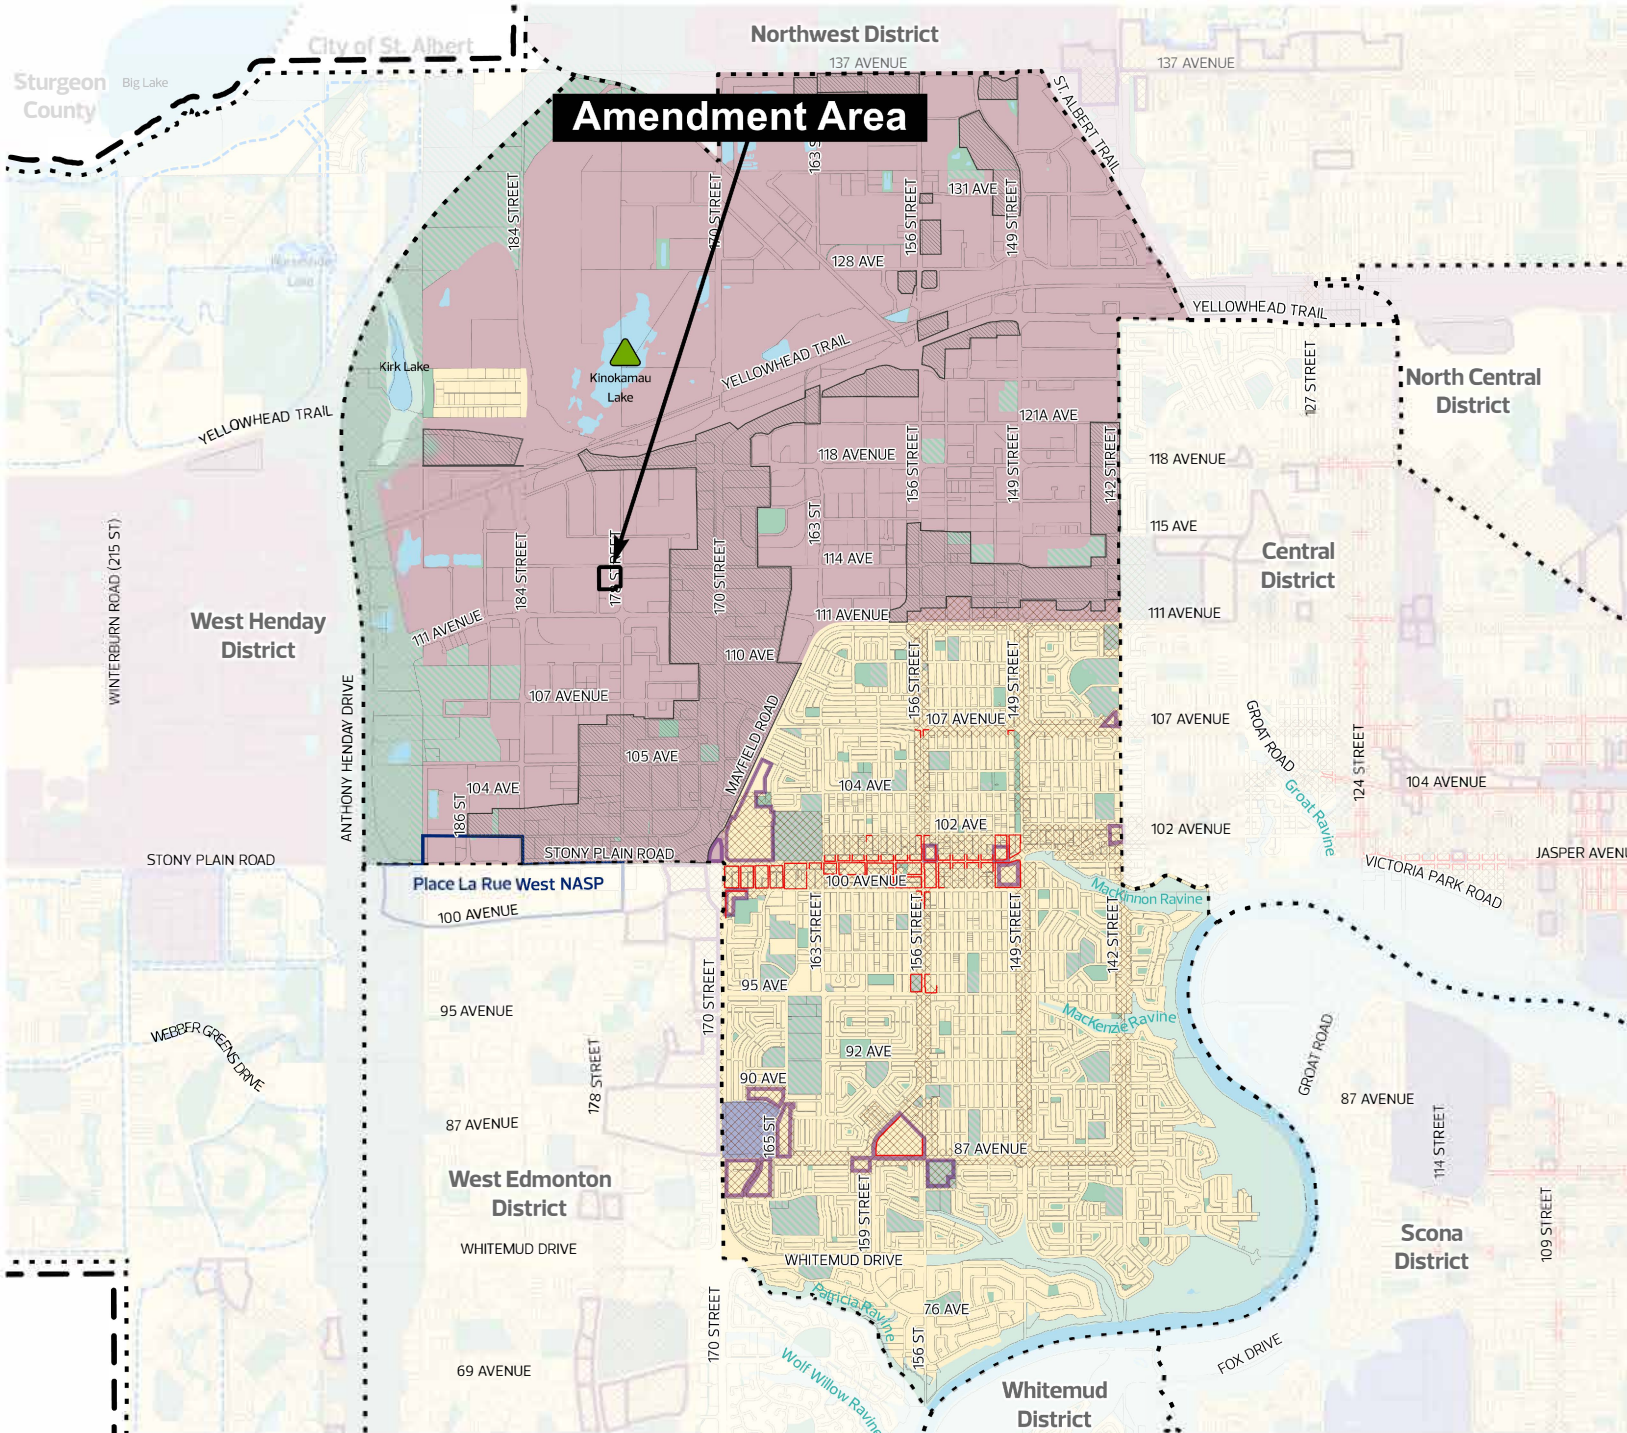 City of St. Albert
Northwest District
137 AVENUE
137 AVENUE
Sturgeon
County
Big Lake
Amendment Area
ST. ALBERT TRAIL
184 STREET
170 STREET
156 STREET
131 AVE
149 STREET
128 AVE
YELLOWHEAD TRAIL
YELLOWHEAD TRAIL
Kirk Lake
Kinokamau
Lake
127 STREET
North Central
District
YELLOWHEAD TRAIL
121A AVE
118 AVENUE
156 STREET
149 STREET
142 STREET
118 AVENUE
163 ST
115 AVE
WINTERBURN ROAD (215 ST)
184 STREET
178 STREET
170 STREET
114 AVE
Central
District
West Henday
District
111 AVENUE
111 AVENUE
111 AVENUE
110 AVE
156 STREET
149 STREET
107 AVENUE
107 AVENUE
107 AVENUE
ANTHONY HENDAY DRIVE
MAYFIELD ROAD
GROAT ROAD
124 STREET
105 AVE
104 AVE
104 AVE
104 AVENUE
Groat Ravine
186 ST
102 AVE
102 AVENUE
STONY PLAIN ROAD
STONY PLAIN ROAD
JASPER AVENU
VICTORIA PARK ROAD
Place La Rue West NASP
100 AVENUE
100 AVENUE
MacKinnon Ravine
163 STREET
156 STREET
149 STREET
142 STREET
170 STREET
95 AVE
95 AVENUE
MacKenzie Ravine
WEBBER GREENS DRIVE
178 STREET
92 AVE
90 AVE
GROAT ROAD
87 AVENUE
87 AVENUE
165 ST
87 AVENUE
114 STREET
West Edmonton
District
159 STREET
109 STREET
Scona
District
WHITEMUD DRIVE
WHITEMUD DRIVE
Patricia Ravine
76 AVE
170 STREET
156 ST
Wolf Willow Ravine
FOX DRIVE
69 AVENUE
Whitemud
District